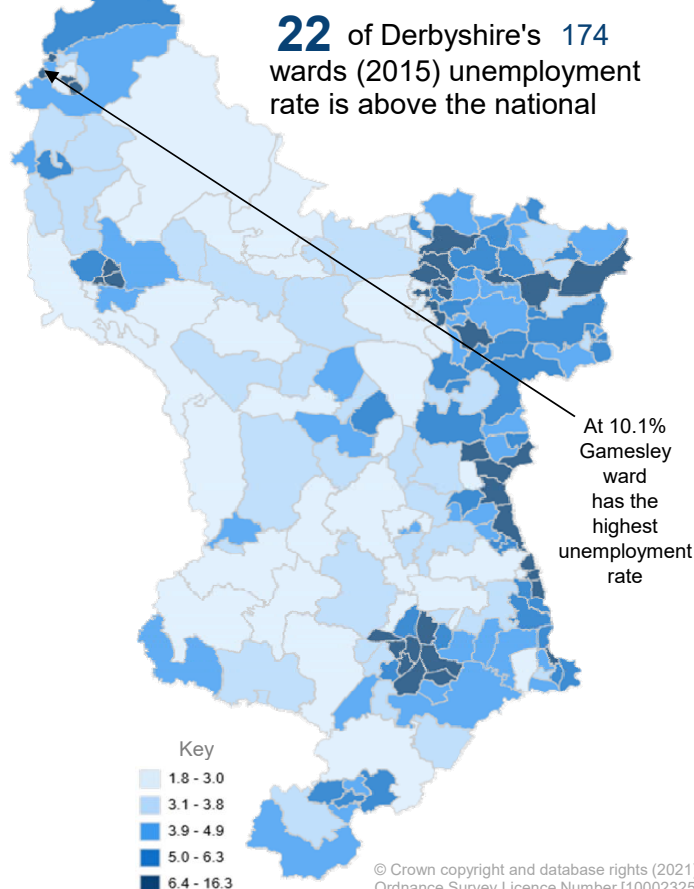 22 of Derbyshire's 174
wards (2015) unemployment
rate is above the national
At 10.1%
Gamesley
ward
has the
highest
unemployment
rate
Key
1.8 - 3.0
3.1 - 3.8
3.9 - 4.9
5.0 - 6.3
6.4 - 16.3
© Crown copyright and database rights (2021)
Ordnance Survey Licence Number [10002325